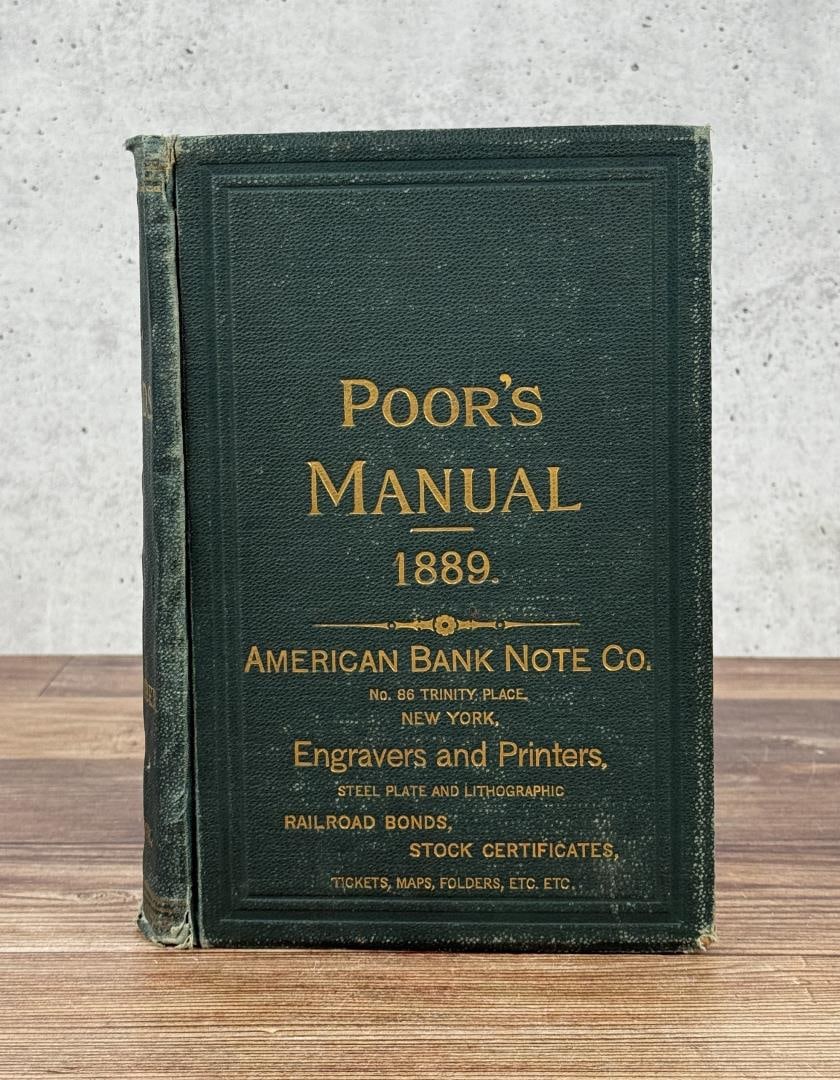 POOR'S
MANUAL
1889.
AMERICAN BANK NOTE CO.
No. 86 TRINITY PLACE,
NEW YORK,
Engravers and Printers,
STEEL PLATE AND LITHOGRAPHIC
RAILROAD BONDS,
STOCK CERTIFICATES,
TICKETS, MAPS, FOLDERS, ETC. ETC.